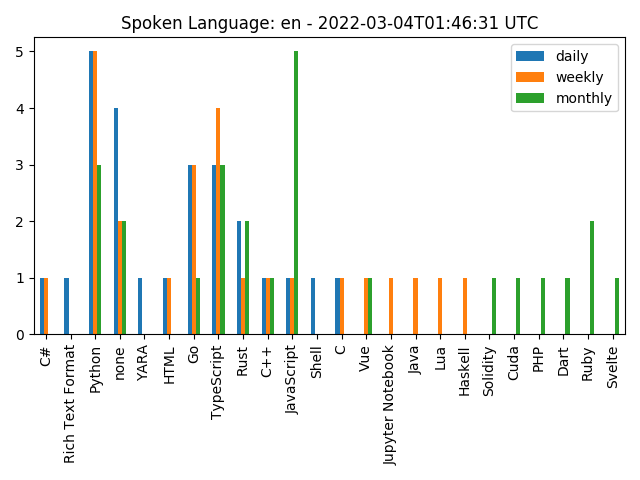 Spoken Language: en - 2022-03-04T01:46:31 UTC
daily
weekly
monthly
5
4
3
2
1
0
C#
Rich Text Format
Python
none
YARA
HTML
Go
TypeScript
Rust
C++
JavaScript
Shell
C
Vue
Jupyter Notebook
Java
Lua
Haskell
Solidity
Cuda
PHP
Dart
Ruby
Svelte